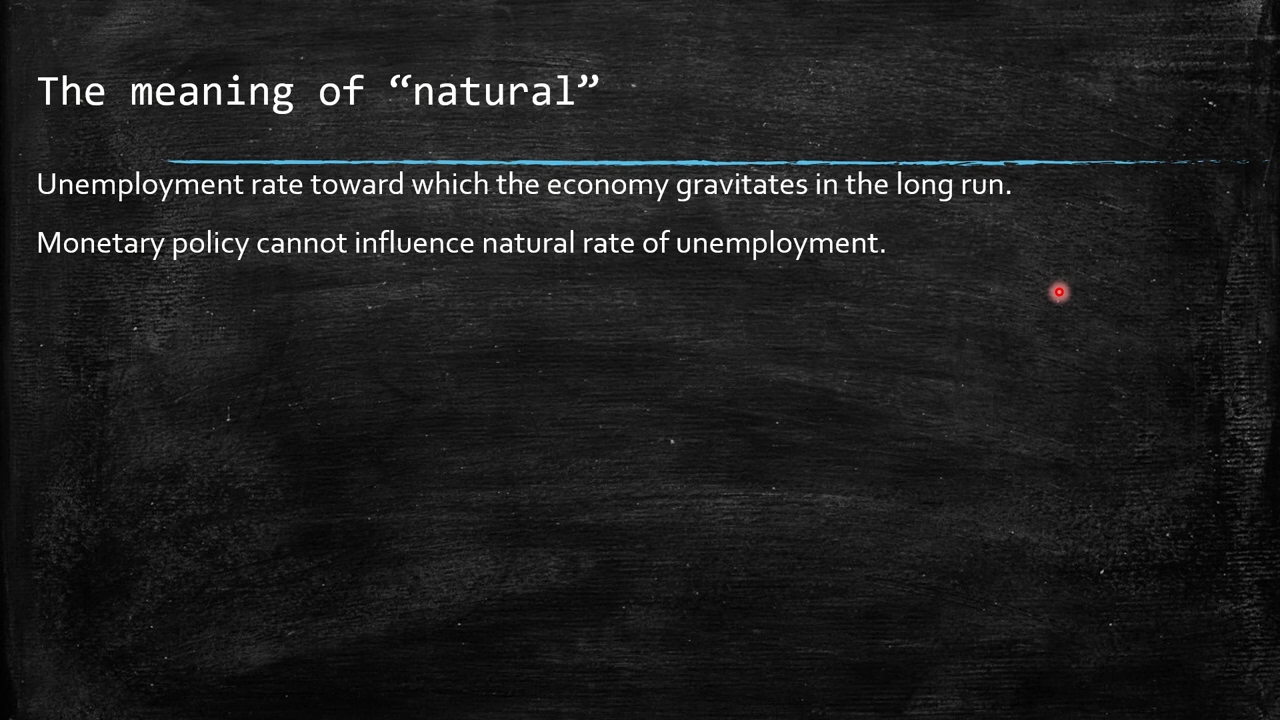 The meaning of “natural”
Unemployment rate toward which the economy gravitates in the long run.
Monetary policy cannot influence natural rate of unemployment.